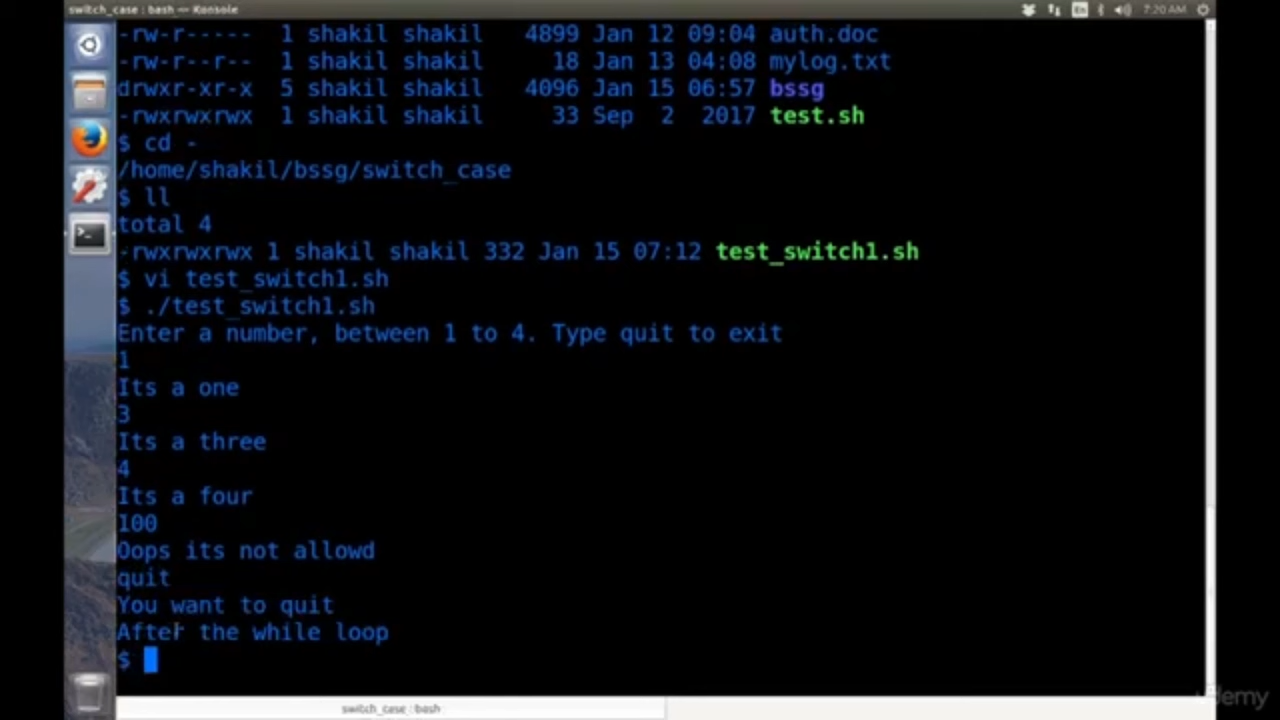 switch_case : bash — Konsole
En
7:20 AM
-rw-r----- 1 shakil shakil 4899 Jan 12 09:04 auth.doc
-rw-r--r-- 1 shakil shakil 18 Jan 13 04:08 mylog.txt
drwxr-xr-x 5 shakil shakil 4096 Jan 15 06:57 bssg
-rwxrwxrwx 1 shakil shakil 33 Sep 2 2017 test.sh
$ cd -
/home/shakil/bssg/switch_case
$ ll
total 4
-rwxrwxrwx 1 shakil shakil 332 Jan 15 07:12 test_switch1.sh
$ vi test_switch1.sh
$ ./test_switch1.sh
Enter a number, between 1 to 4. Type quit to exit
1
Its a one
3
Its a three
4
Its a four
100
Oops its not allowd
quit
You want to quit
After the while loop
$
switch_case : bash
Udemy